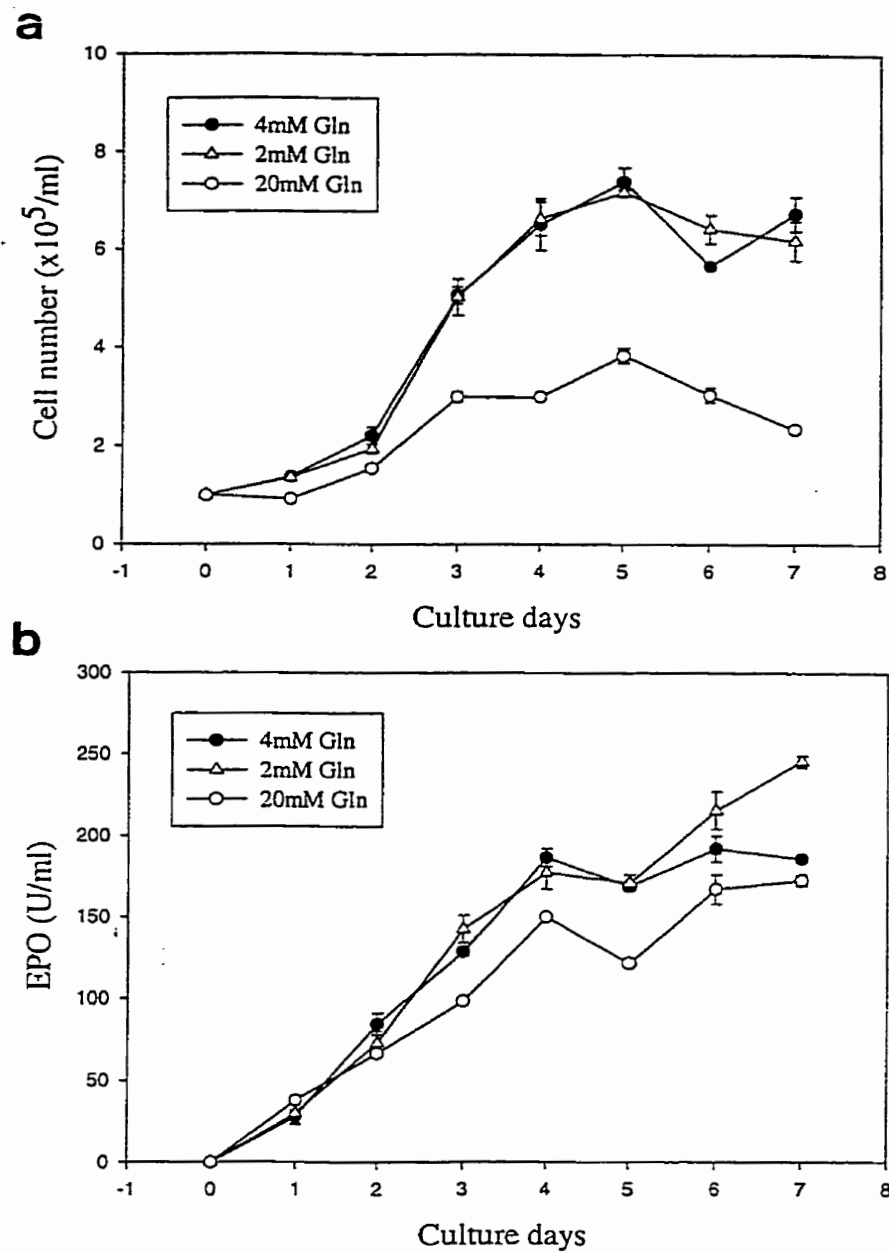 a
10
8
6
4
2
0
Cell number (x10⁵/ml)
4mM Gln
2mM Gln
20mM Gln
-1 0 1 2 3 4 5 6 7 8
Culture days
b
300
250
200
150
100
50
0
EPO (U/ml)
4mM Gln
2mM Gln
20mM Gln
-1 0 1 2 3 4 5 6 7 8
Culture days